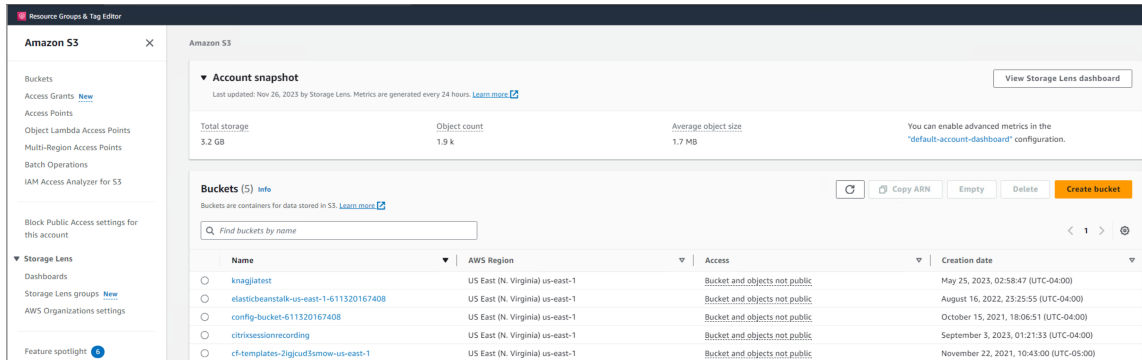 Resource Groups & Tag Editor
Amazon S3
Buckets
Access Grants New
Access Points
Object Lambda Access Points
Multi-Region Access Points
Batch Operations
IAM Access Analyzer for S3
Block Public Access settings for
this account
Storage Lens
Dashboards
Storage Lens groups New
AWS Organizations settings
Feature spotlight 6
Amazon S3
Account snapshot
View Storage Lens dashboard
Last updated: Nov 26, 2023 by Storage Lens. Metrics are generated every 24 hours. Learn more
Total storage
3.2 GB
Object count
1.9 k
Average object size
1.7 MB
You can enable advanced metrics in the
"default-account-dashboard" configuration.
Buckets (5) Info
Copy ARN
Empty
Delete
Create bucket
Buckets are containers for data stored in S3. Learn more
Find buckets by name
1
Name AWS Region Access Creation date
knagjiatest US East (N. Virginia) us-east-1 Bucket and objects not public May 25, 2023, 02:58:47 (UTC-04:00)
elasticbeanstalk-us-east-1-611320167408 US East (N. Virginia) us-east-1 Bucket and objects not public August 16, 2022, 23:25:55 (UTC-04:00)
config-bucket-611320167408 US East (N. Virginia) us-east-1 Bucket and objects not public October 15, 2021, 18:06:51 (UTC-04:00)
citrixsessionrecording US East (N. Virginia) us-east-1 Bucket and objects not public September 3, 2023, 01:21:33 (UTC-04:00)
cf-templates-2igjcud3smow-us-east-1 US East (N. Virginia) us-east-1 Bucket and objects not public November 22, 2021, 10:43:00 (UTC-05:00)